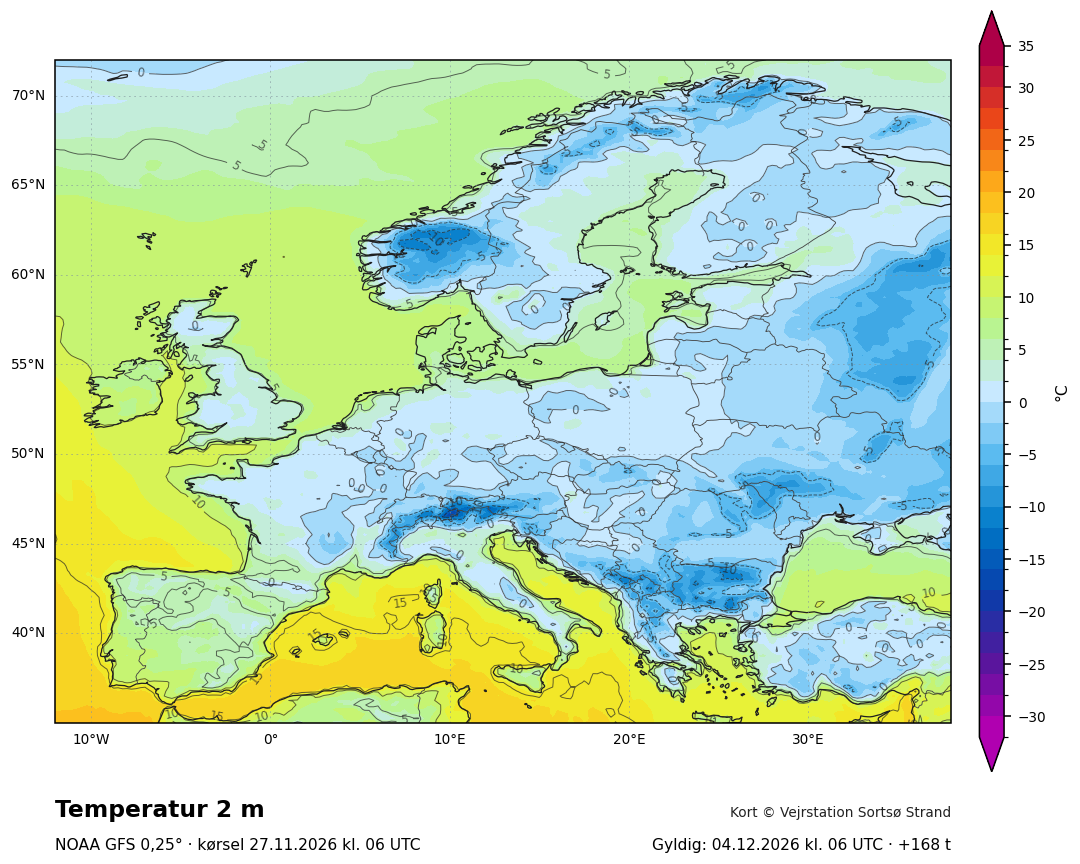 70°N
65°N
60°N
55°N
50°N
45°N
40°N
10°W
0°
10°E
20°E
30°E
35
30
25
20
15
10
5
0
−5
−10
−15
−20
−25
−30
°C
Temperatur 2 m
Kort © Vejrstation Sortsø Strand
NOAA GFS 0,25° · kørsel 27.11.2026 kl. 06 UTC
Gyldig: 04.12.2026 kl. 06 UTC · +168 t